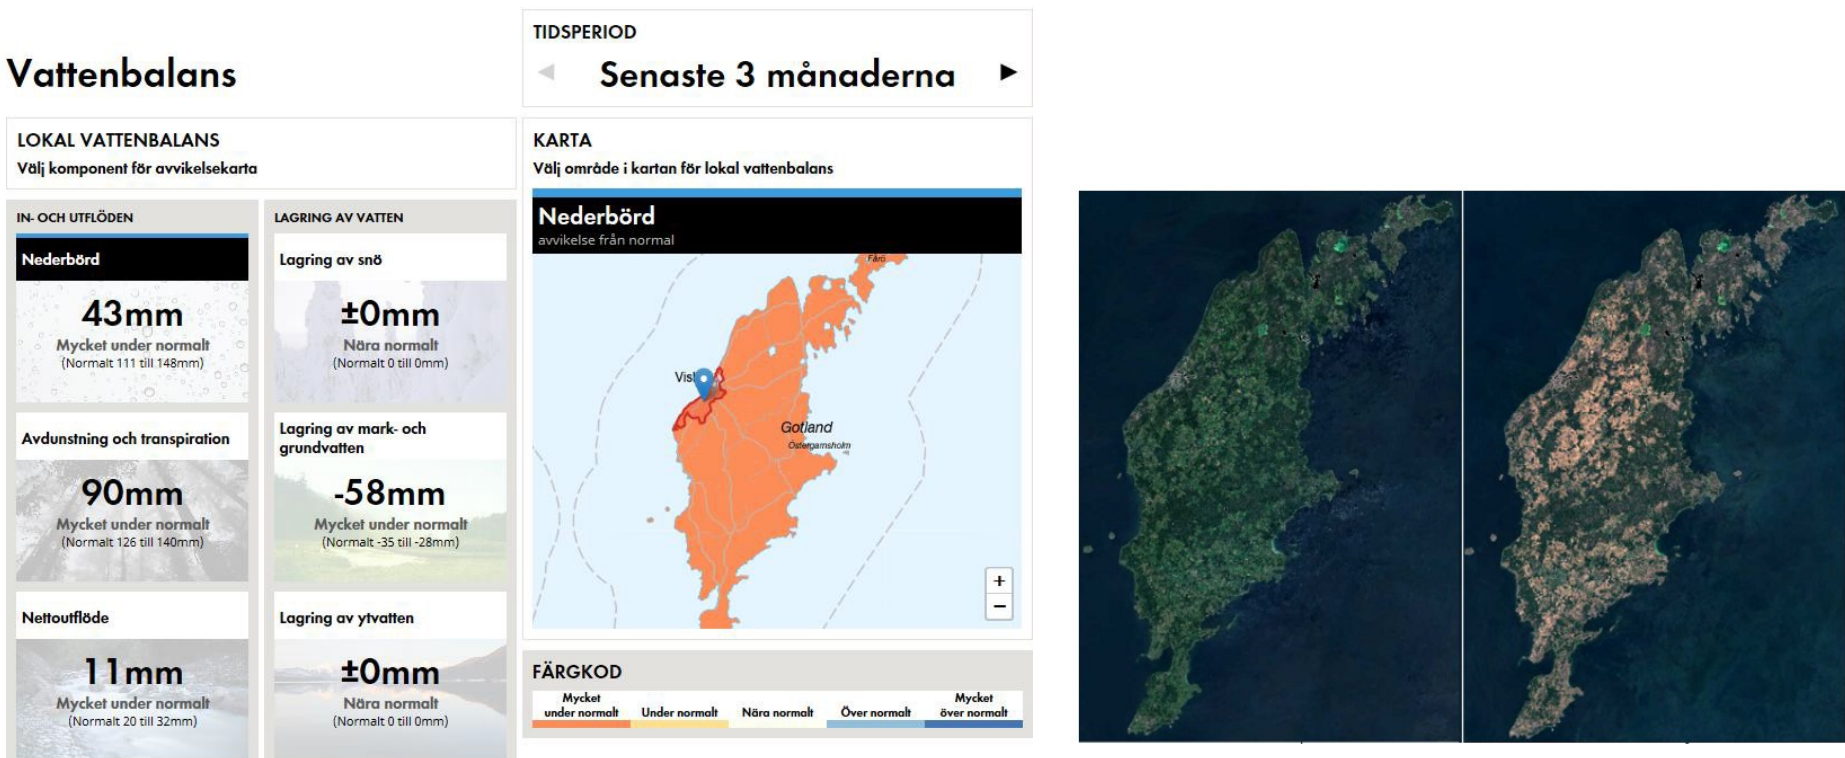 Vattenbalans
TIDSPERIOD
Senaste 3 månaderna
LOKAL VATTENBALANS
Välj komponent för avvikelsekarta
IN- OCH UTFLÖDEN
Nederbörd
43mm
Mycket under normalt
(Normalt 111 till 148mm)
Avdunstning och transpiration
90mm
Mycket under normalt
(Normalt 126 till 140mm)
Nettoutflöde
11mm
Mycket under normalt
(Normalt 20 till 32mm)
LAGRING AV VATTEN
Lagring av snö
±0mm
Nära normalt
(Normalt 0 till 0mm)
Lagring av mark- och
grundvatten
-58mm
Mycket under normalt
(Normalt -35 till -28mm)
Lagring av ytvatten
±0mm
Nära normalt
(Normalt 0 till 0mm)
KARTA
Välj område i kartan för lokal vattenbalans
Nederbörd
avvikelse från normal
Fårö
Visb
Gotland
Östergarnsholm
+
−
FÄRGKOD
Mycket
under normalt
Under normalt
Nära normalt
Över normalt
Mycket
över normalt